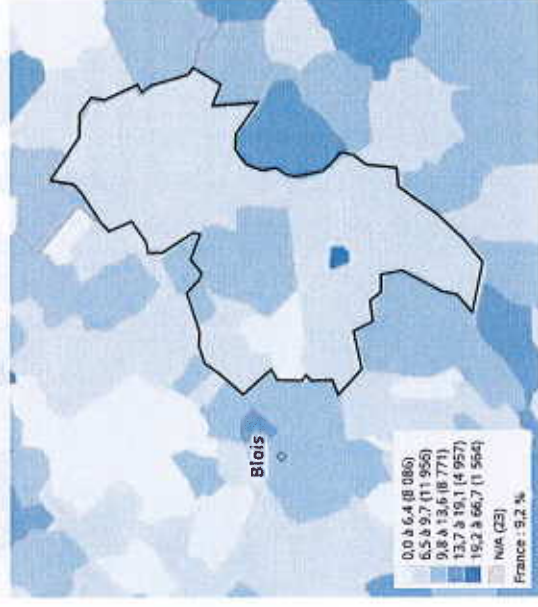 Blois
0,0 à 6,4 (8 086)
6,5 à 9,7 (11 956)
9,8 à 13,6 (8 771)
13,7 à 19,1 (4 957)
19,2 à 66,7 (1 564)
N/A (23)
France : 9,2 %